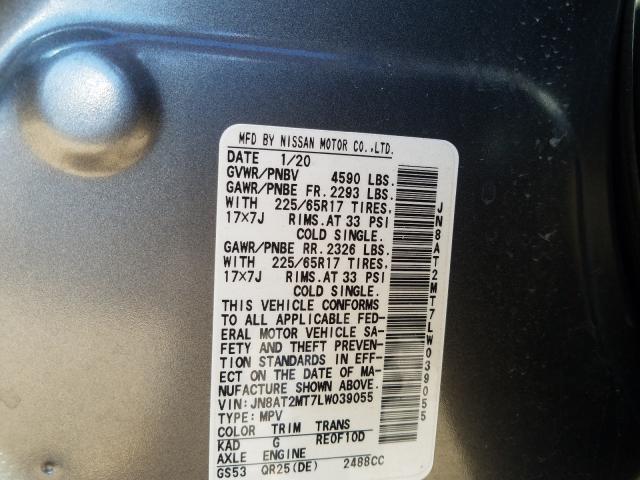 MFD BY NISSAN MOTOR CO.,LTD.
DATE 1/20
GVWR/PNBV 4590 LBS.
GAWR/PNBE FR. 2293 LBS.
WITH 225/65R17 TIRES,
17×7J RIMS, AT 33 PSI
COLD SINGLE.
GAWR/PNBE RR. 2326 LBS.
WITH 225/65R17 TIRES,
17×7J RIMS, AT 33 PSI
COLD SINGLE.
THIS VEHICLE CONFORMS
TO ALL APPLICABLE FED-
ERAL MOTOR VEHICLE SA-
FETY AND THEFT PREVEN-
TION STANDARDS IN EFF-
ECT ON THE DATE OF MA-
NUFACTURE SHOWN ABOVE.
VIN:JN8AT2MT7LW039055
TYPE:MPV
COLOR TRIM TRANS
KAD G RE0F10D
AXLE ENGINE
GS53 QR25(DE) 2488CC
JN8AT2MT7LW039055